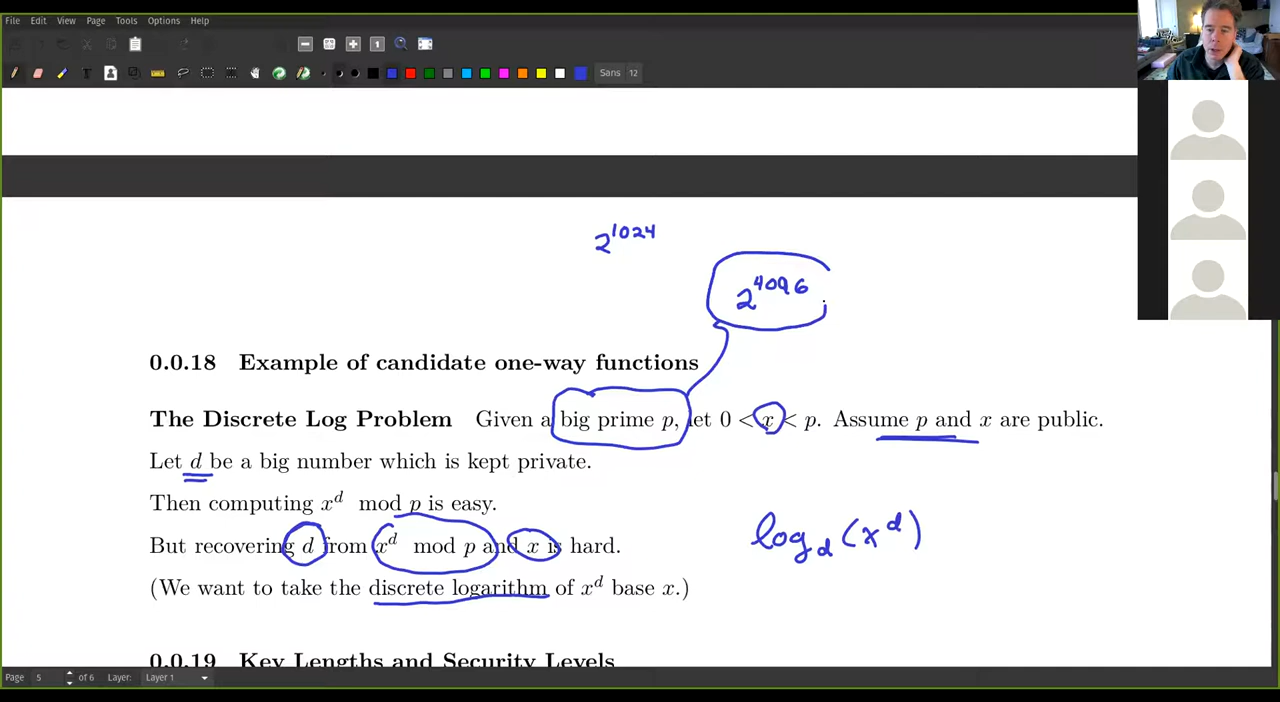 File Edit View Page Tools Options Help
Sans 12
2^1024
2^4096
0.0.18 Example of candidate one-way functions
The Discrete Log Problem Given a big prime p, let 0 < x < p. Assume p and x are public.
Let d be a big number which is kept private.
Then computing x^d mod p is easy.
But recovering d from x^d mod p and x is hard.
log_d(x^d)
(We want to take the discrete logarithm of x^d base x.)
0.0.19 Key Lengths and Security Levels
Page 5 of 6 Layer: Layer 1